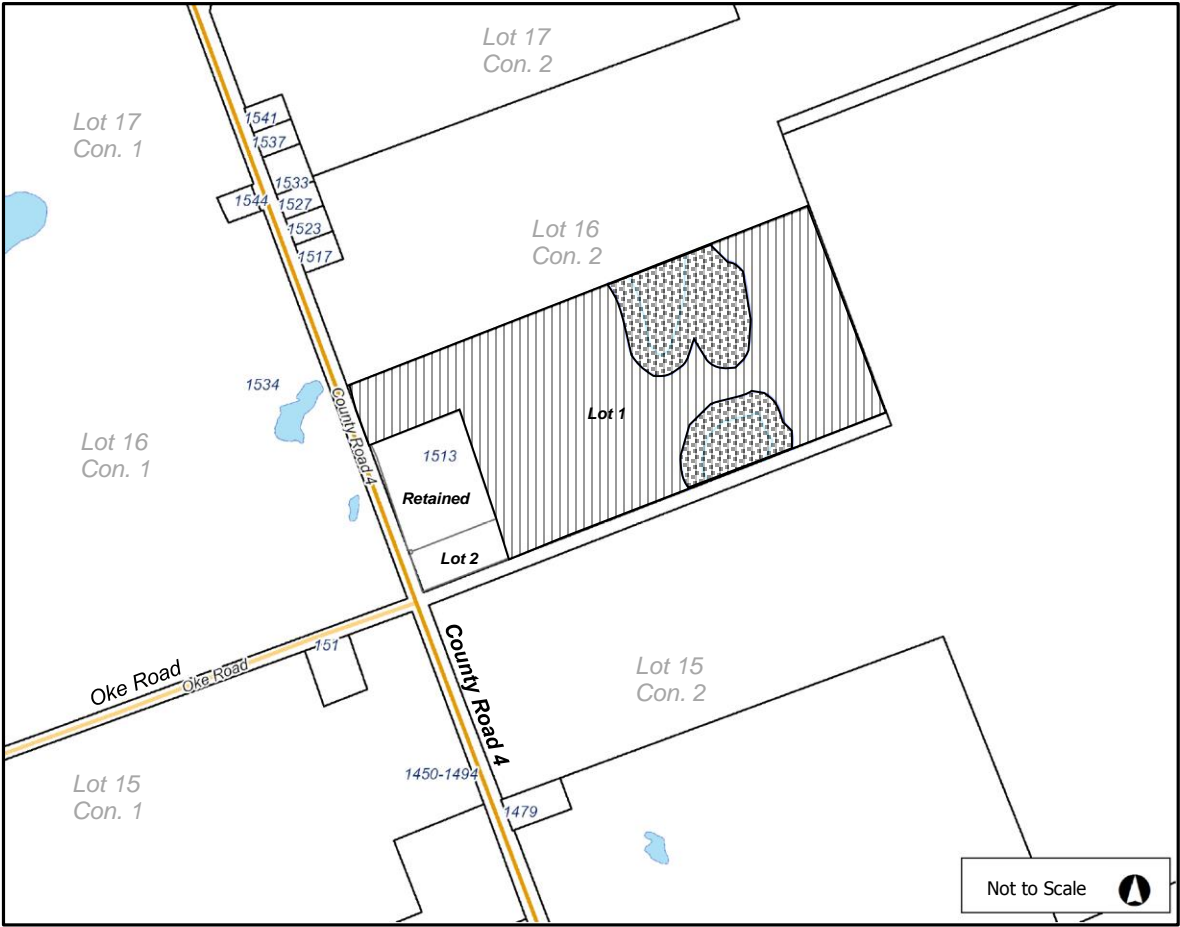 Lot 17
Con. 2
Lot 17
Con. 1
1541
1537
1533
1544
1527
1523
1517
Lot 16
Con. 2
1534
County Road 4
Lot 1
Lot 16
Con. 1
1513
Retained
Lot 2
151
Oke Road
Oke Road
County Road 4
Lot 15
Con. 2
Lot 15
Con. 1
1450-1494
1479
Not to Scale